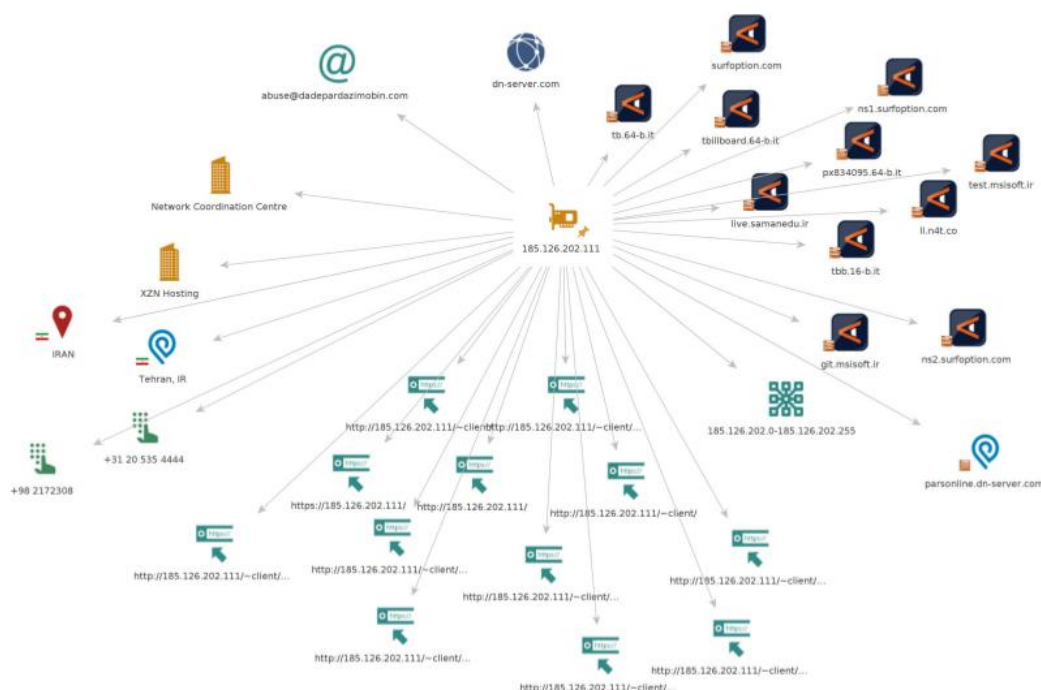 surfoption.com
abuse@dadepardazimobin.com
dn-server.com
ns1.surfoption.com
tb.64-b.it
tbillboard.64-b.it
px834095.64-b.it
test.msisoft.ir
Network Coordination Centre
live.samanedu.ir
ll.n4t.co
185.126.202.111
tbb.16-b.it
XZN Hosting
IRAN
Tehran, IR
git.msisoft.ir
ns2.surfoption.com
http://185.126.202.111/~client/...
http://185.126.202.111/~client/...
185.126.202.0-185.126.202.255
+31 20 535 4444
+98 2172308
parsonline.dn-server.com
https://185.126.202.111/
http://185.126.202.111/
http://185.126.202.111/~client/
http://185.126.202.111/~client/...
http://185.126.202.111/~client/...
http://185.126.202.111/~client/...
http://185.126.202.111/~client/...
http://185.126.202.111/~client/...
http://185.126.202.111/~client/...
http://185.126.202.111/~client/...